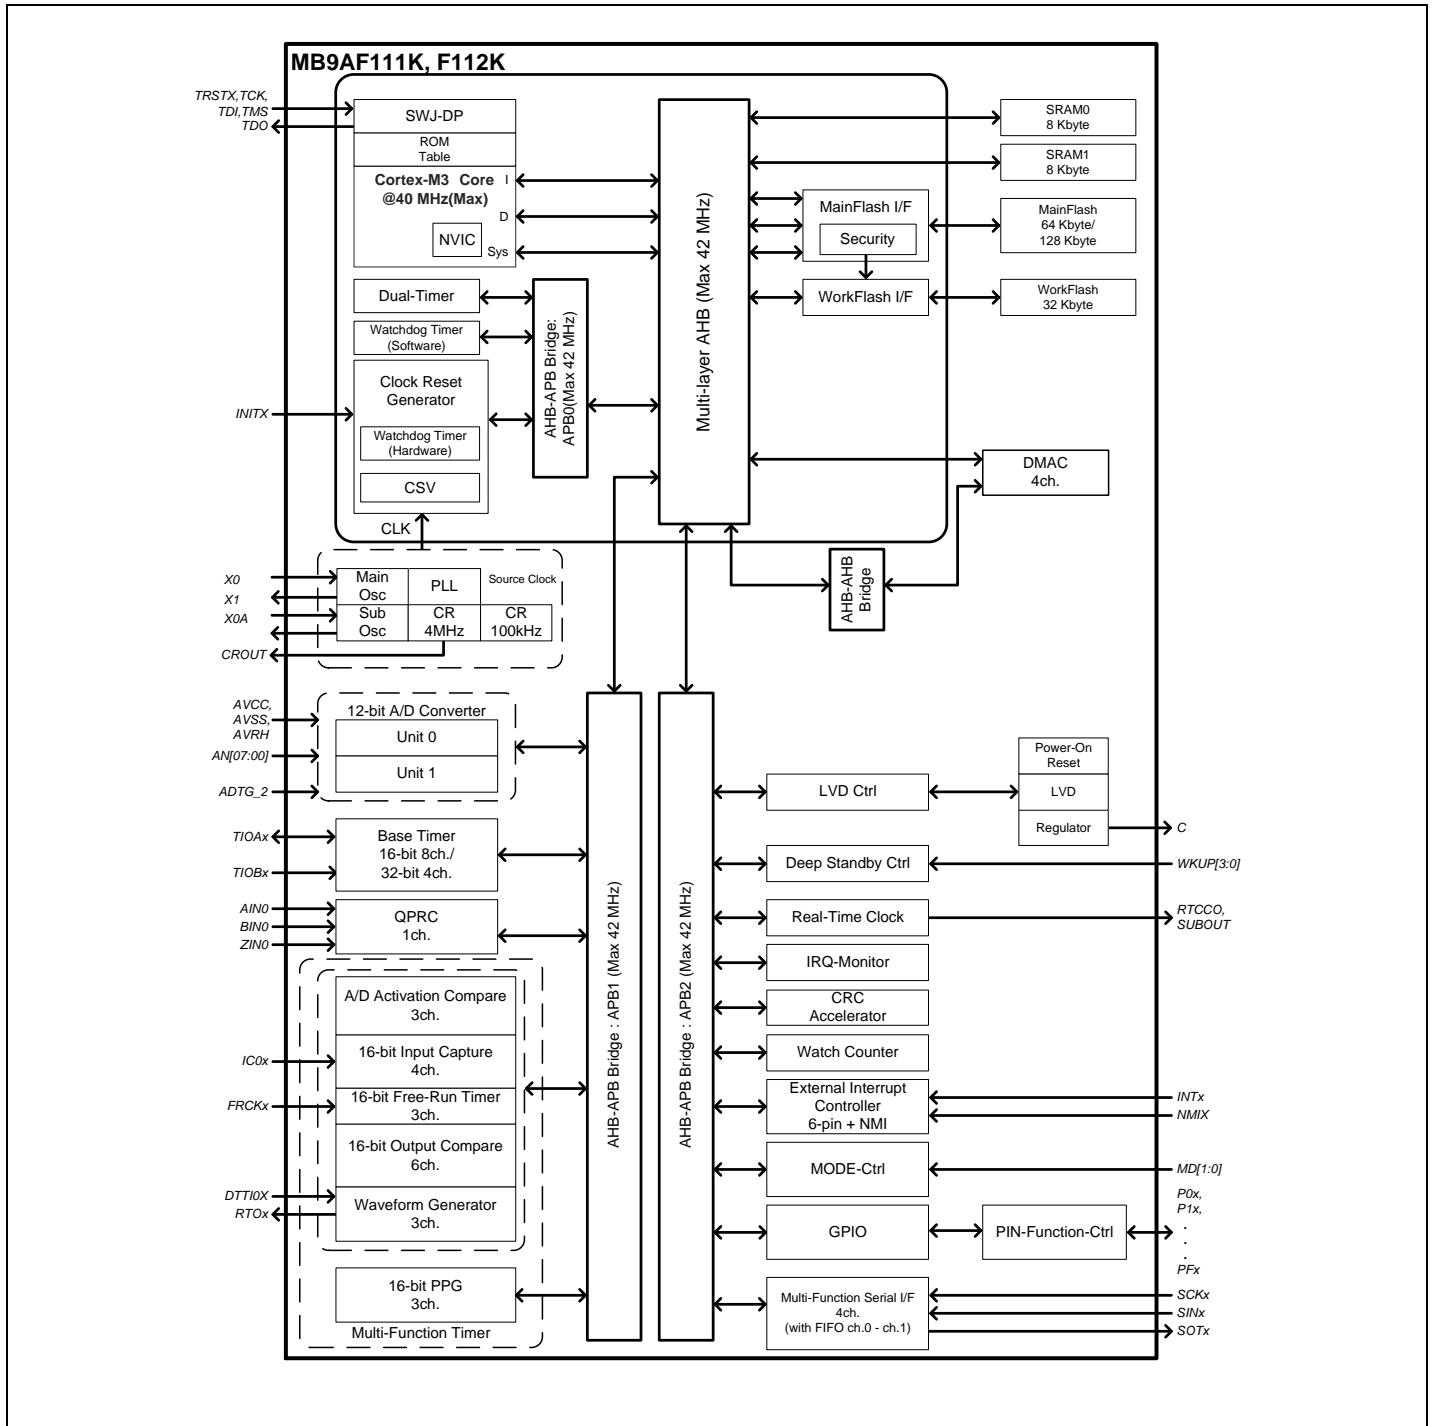 MB9AF111K, F112K
TRSTX,TCK,
TDI,TMS
TDO
SWJ-DP
ROM
Table
Cortex-M3 Core
@40 MHz(Max)
I
D
Sys
NVIC
Dual-Timer
Watchdog Timer
(Software)
Clock Reset
Generator
Watchdog Timer
(Hardware)
CSV
INITX
CLK
AHB-APB Bridge:
APB0(Max 42 MHz)
Multi-layer AHB (Max 42 MHz)
SRAM0
8 Kbyte
SRAM1
8 Kbyte
MainFlash I/F
Security
MainFlash
64 Kbyte/
128 Kbyte
WorkFlash I/F
WorkFlash
32 Kbyte
DMAC
4ch.
AHB-AHB
Bridge
X0
X1
X0A
CROUT
Main
Osc
PLL
Source Clock
Sub
Osc
CR
4MHz
CR
100kHz
AVCC,
AVSS,
AVRH
AN[07:00]
ADTG_2
12-bit A/D Converter
Unit 0
Unit 1
TIOAx
TIOBx
Base Timer
16-bit 8ch./
32-bit 4ch.
AIN0
BIN0
ZIN0
QPRC
1ch.
A/D Activation Compare
3ch.
IC0x
16-bit Input Capture
4ch.
FRCKx
16-bit Free-Run Timer
3ch.
16-bit Output Compare
6ch.
DTTI0X
RTOx
Waveform Generator
3ch.
16-bit PPG
3ch.
Multi-Function Timer
AHB-APB Bridge : APB1 (Max 42 MHz)
AHB-APB Bridge : APB2 (Max 42 MHz)
LVD Ctrl
Power-On
Reset
LVD
Regulator
C
Deep Standby Ctrl
WKUP[3:0]
Real-Time Clock
RTCCO,
SUBOUT
IRQ-Monitor
CRC
Accelerator
Watch Counter
External Interrupt
Controller
6-pin + NMI
INTx
NMIX
MODE-Ctrl
MD[1:0]
GPIO
PIN-Function-Ctrl
P0x,
P1x,
.
.
.
PFx
Multi-Function Serial I/F
4ch.
(with FIFO ch.0 - ch.1)
SCKx
SINx
SOTx